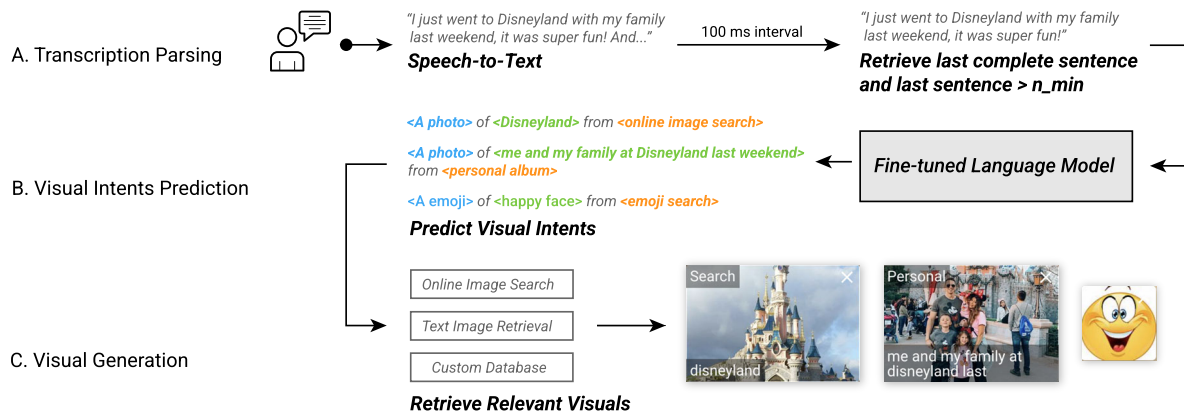 A. Transcription Parsing
“I just went to Disneyland with my family
last weekend, it was super fun! And...”
Speech-to-Text
100 ms interval
“I just went to Disneyland with my family
last weekend, it was super fun!”
Retrieve last complete sentence
and last sentence > n_min
B. Visual Intents Prediction
<A photo> of <Disneyland> from <online image search>
<A photo> of <me and my family at Disneyland last weekend>
from <personal album>
<A emoji> of <happy face> from <emoji search>
Predict Visual Intents
Fine-tuned Language Model
C. Visual Generation
Online Image Search
Text Image Retrieval
Custom Database
Retrieve Relevant Visuals
Search
disneyland
Personal
me and my family at
disneyland last